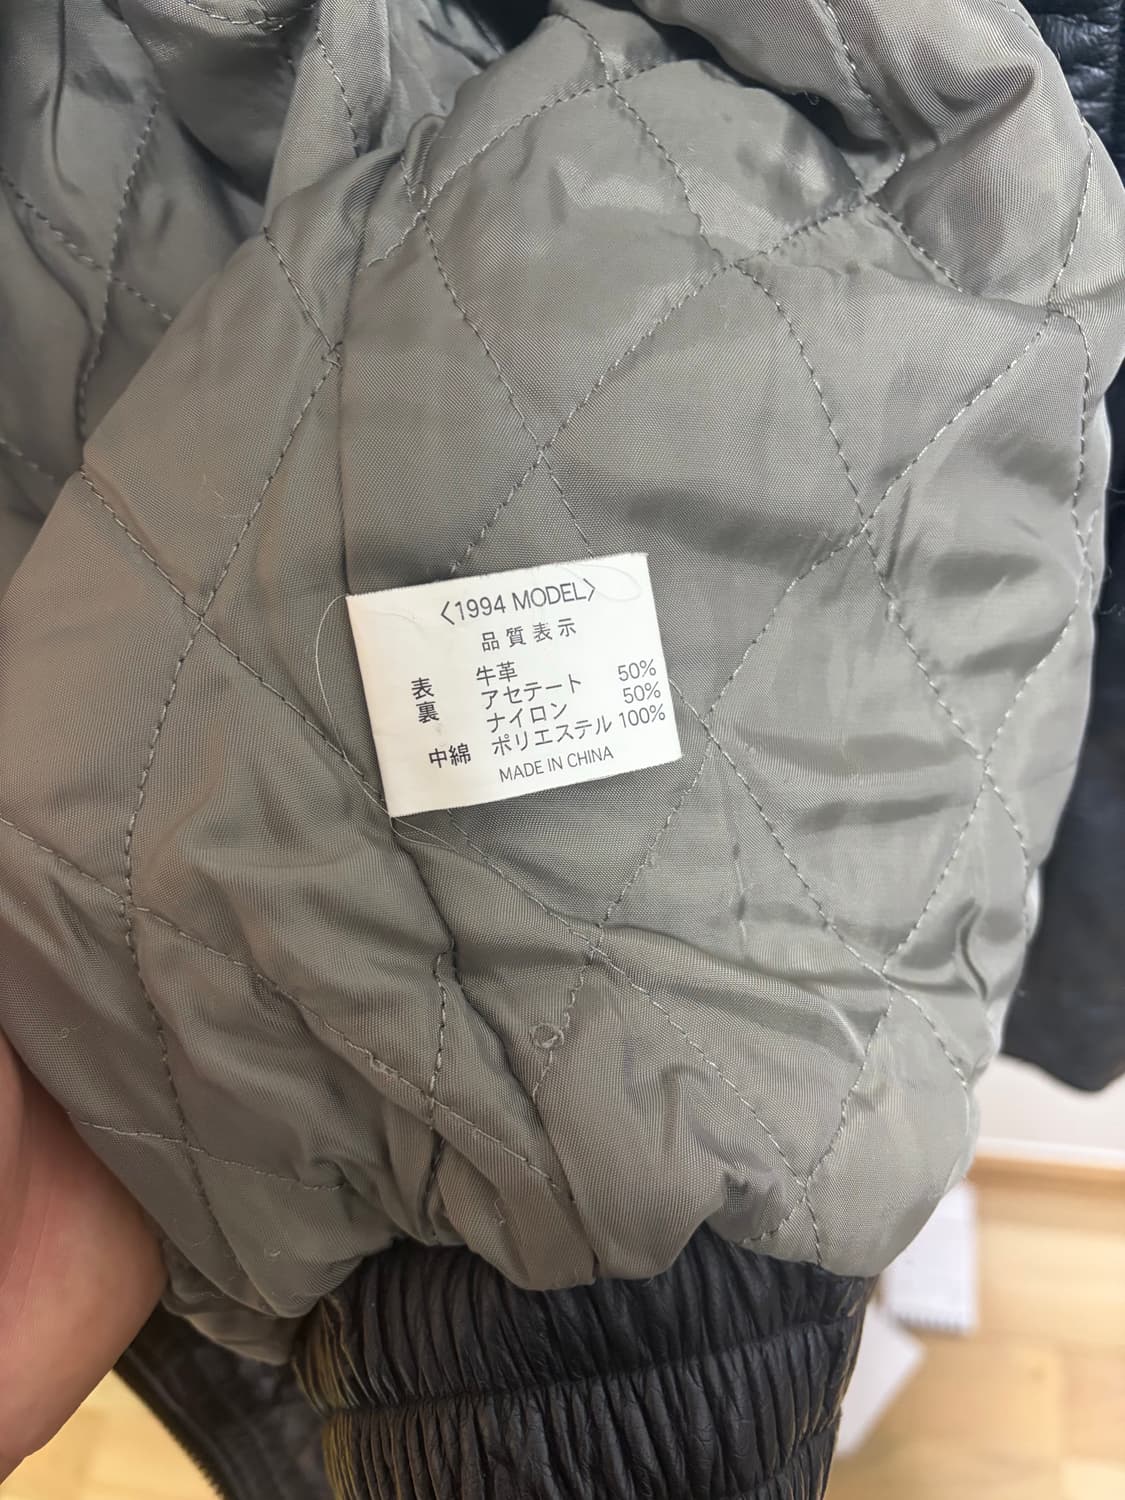 〈1994 MODEL〉
品質表示
表 牛革
裏 アセテート 50%
ナイロン 50%
中綿 ポリエステル 100%
MADE IN CHINA